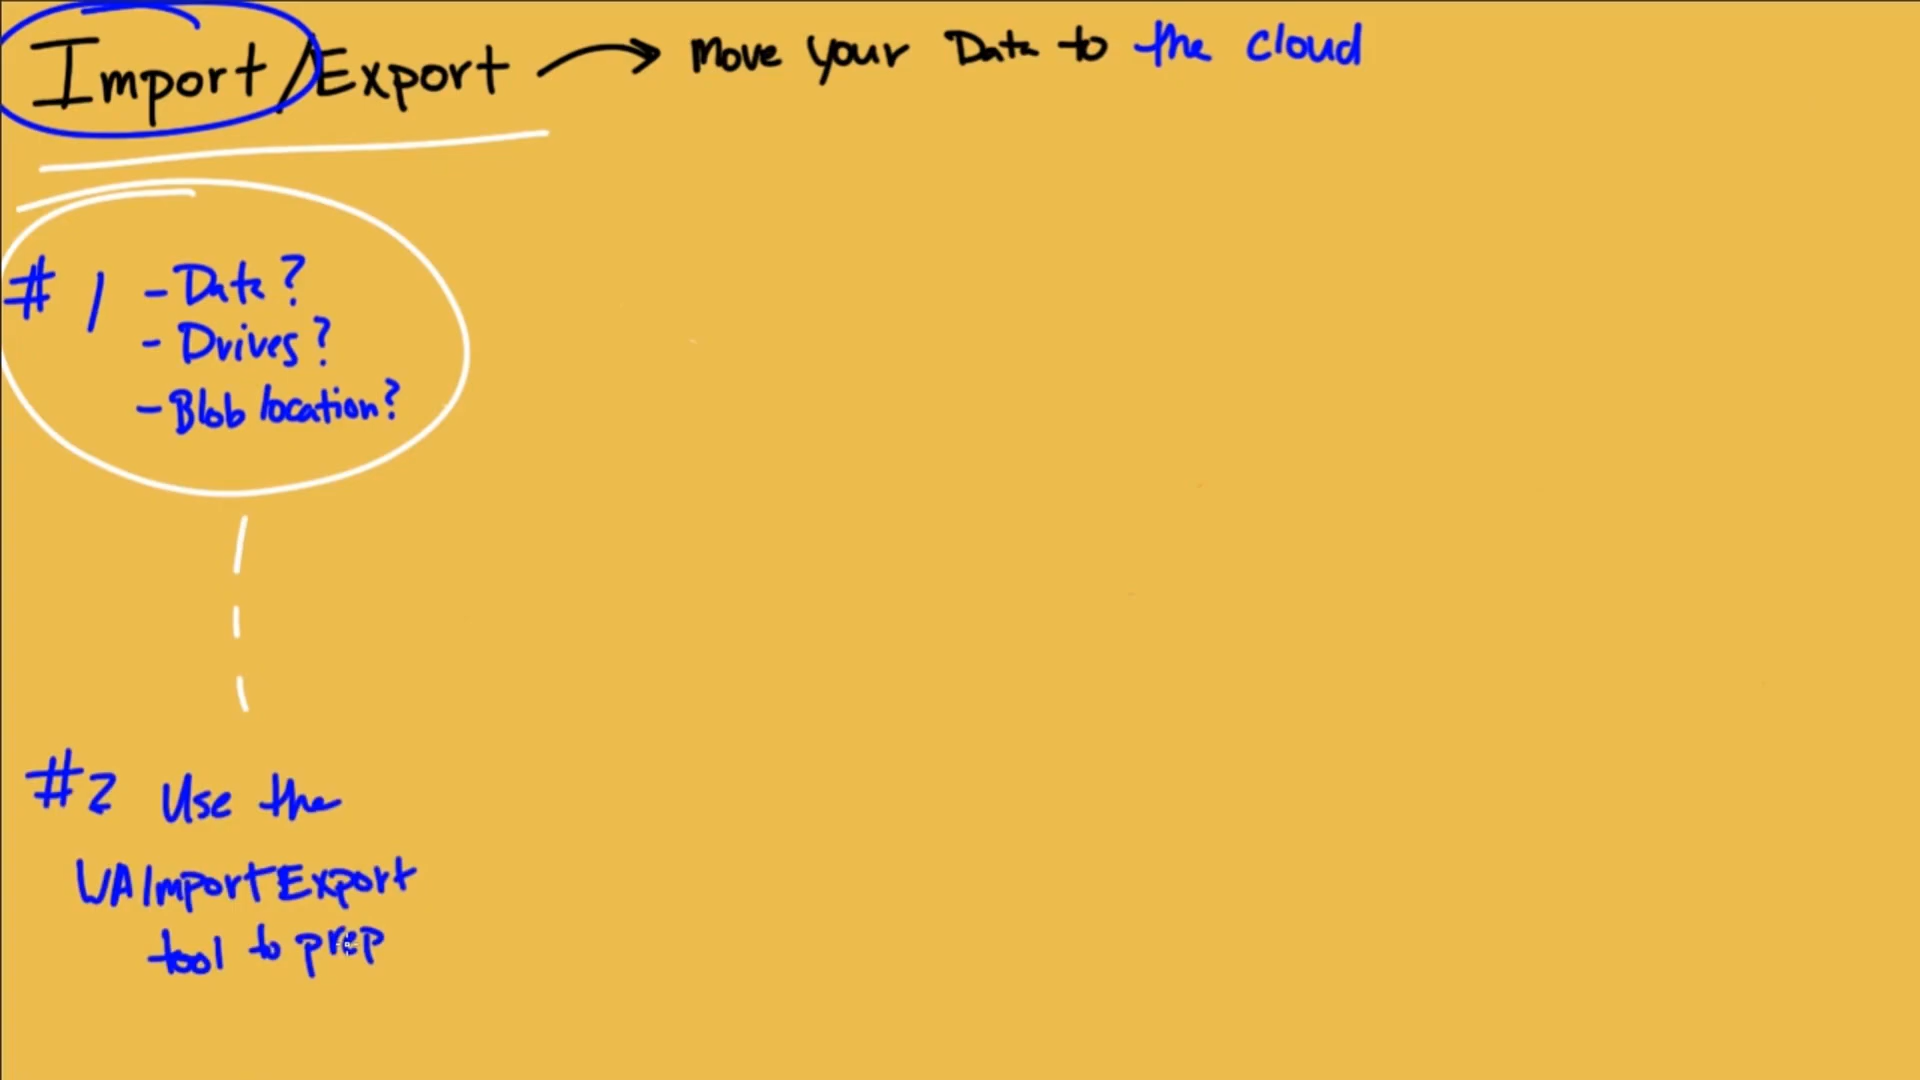 Import/Export → Move your Data to the cloud
#1 - Data?
- Drives?
- Blob location?
#2 Use the
WAImportExport
tool to prep